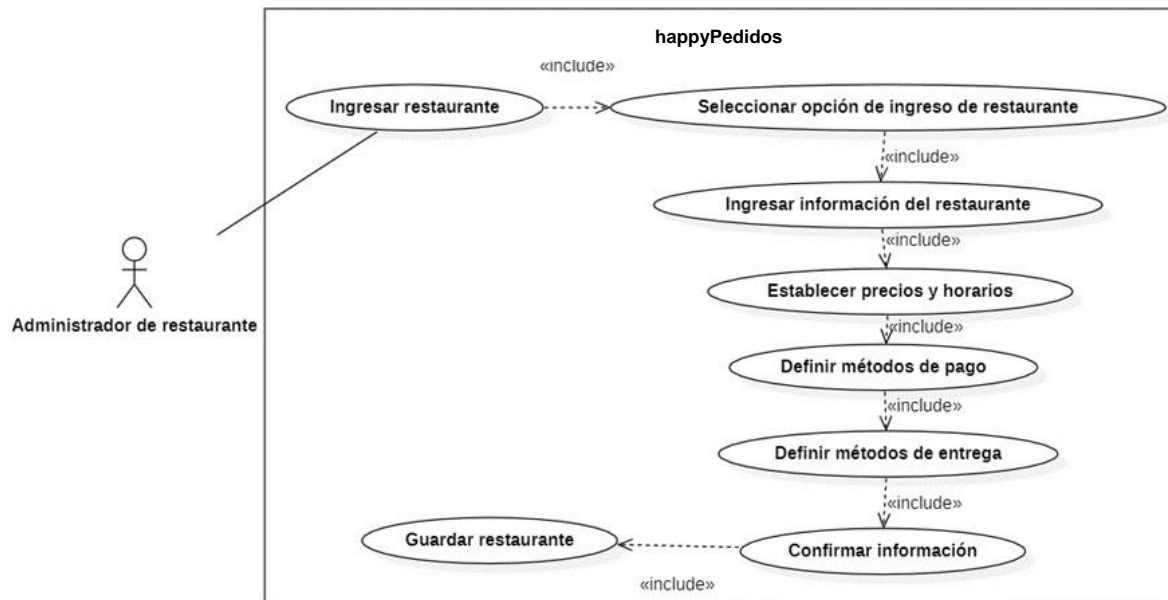 happyPedidos
«include»
Ingresar restaurante
Seleccionar opción de ingreso de restaurante
«include»
Ingresar información del restaurante
«include»
Establecer precios y horarios
Administrador de restaurante
«include»
Definir métodos de pago
«include»
Definir métodos de entrega
«include»
Guardar restaurante
Confirmar información
«include»